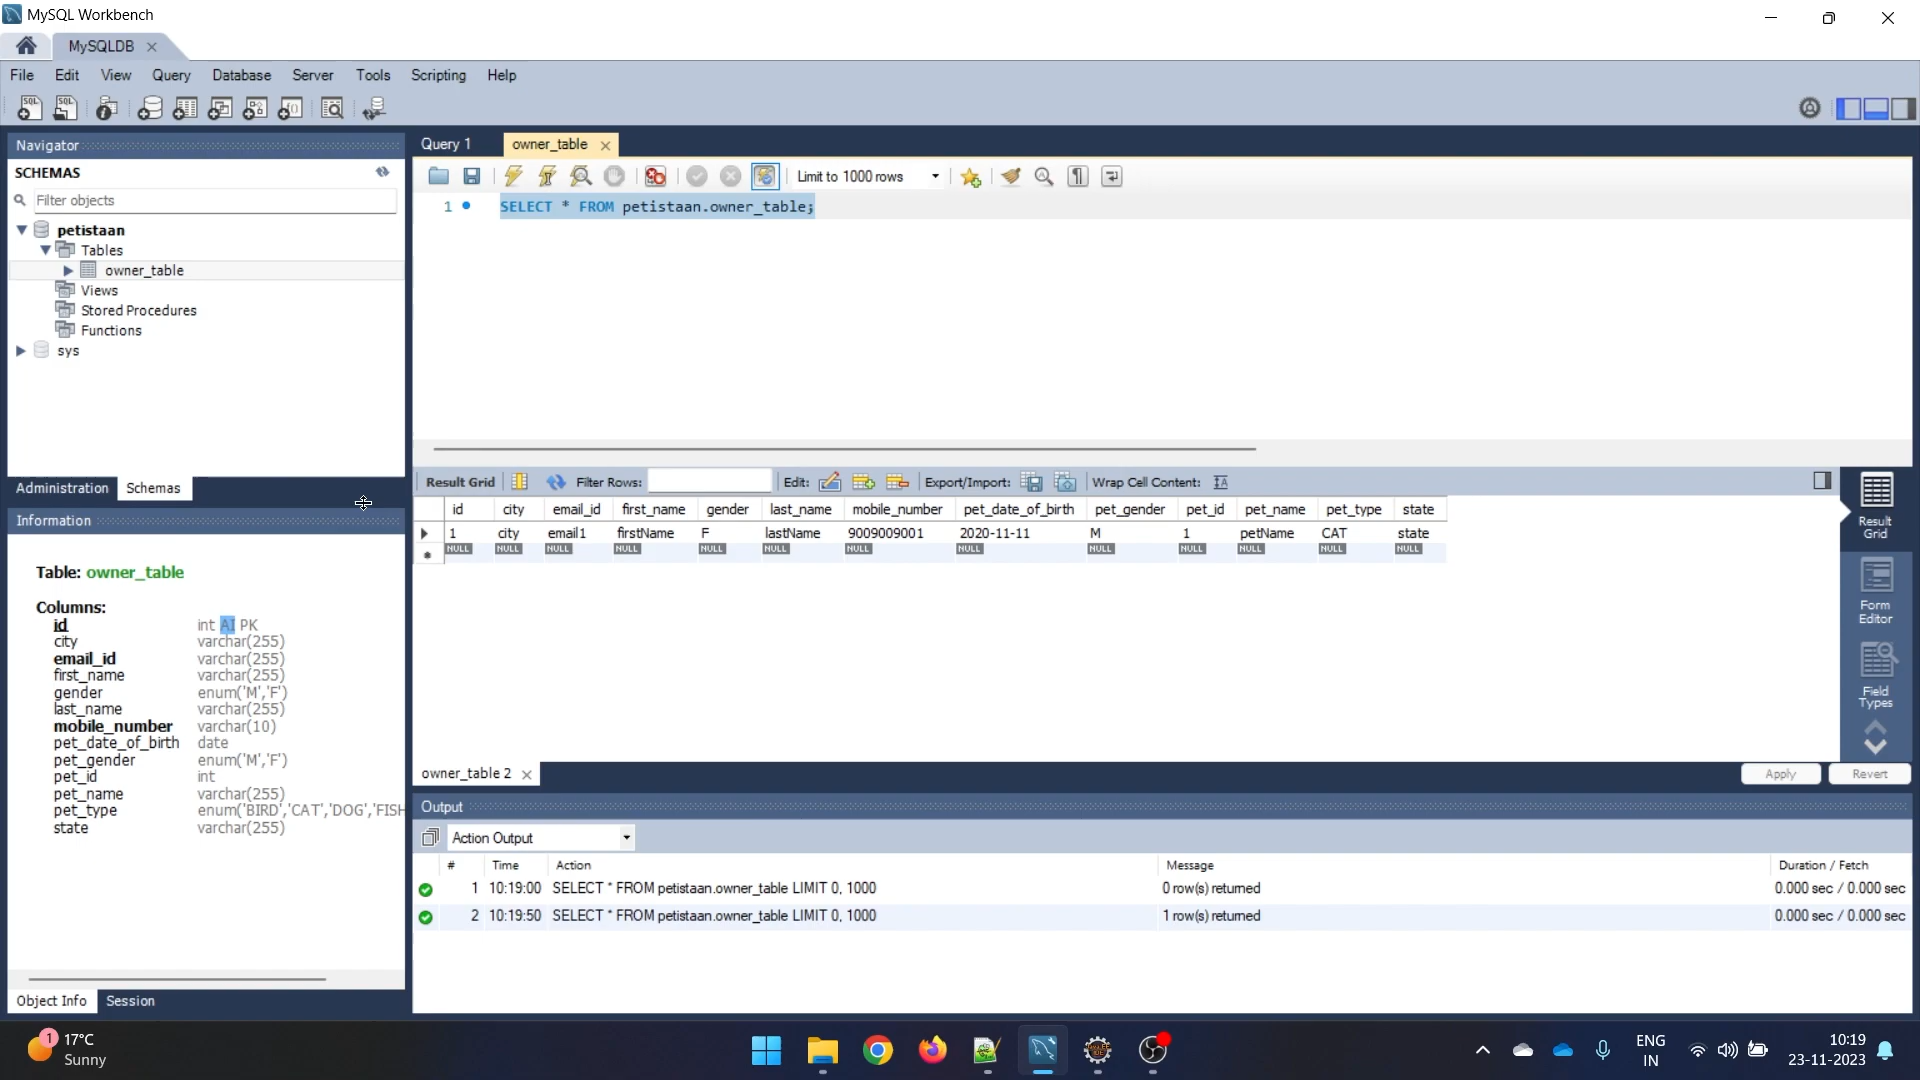 MySQL Workbench
MySQLDB
File Edit View Query Database Server Tools Scripting Help
Navigator
SCHEMAS
Filter objects
petistaan
Tables
owner_table
Views
Stored Procedures
Functions
sys
Administration Schemas
Information
Table: owner_table
Columns:
id int AI PK
city varchar(255)
email_id varchar(255)
first_name varchar(255)
gender enum('M','F')
last_name varchar(255)
mobile_number varchar(10)
pet_date_of_birth date
pet_gender enum('M','F')
pet_id int
pet_name varchar(255)
pet_type enum('BIRD','CAT','DOG','FISH
state varchar(255)
Object Info Session
Query 1 owner_table
Limit to 1000 rows
1 SELECT * FROM petistaan.owner_table;
Result Grid Filter Rows: Edit: Export/Import: Wrap Cell Content:
id city email_id first_name gender last_name mobile_number pet_date_of_birth pet_gender pet_id pet_name pet_type state
1 city email1 firstName F lastName 9009009001 2020-11-11 M 1 petName CAT state
NULL NULL NULL NULL NULL NULL NULL NULL NULL NULL NULL NULL NULL
Result
Grid
Form
Editor
Field
Types
owner_table 2
Apply Revert
Output
Action Output
# Time Action Message Duration / Fetch
1 10:19:00 SELECT * FROM petistaan.owner_table LIMIT 0, 1000 0 row(s) returned 0.000 sec / 0.000 sec
2 10:19:50 SELECT * FROM petistaan.owner_table LIMIT 0, 1000 1 row(s) returned 0.000 sec / 0.000 sec
1
17°C
Sunny
ENG
IN
10:19
23-11-2023